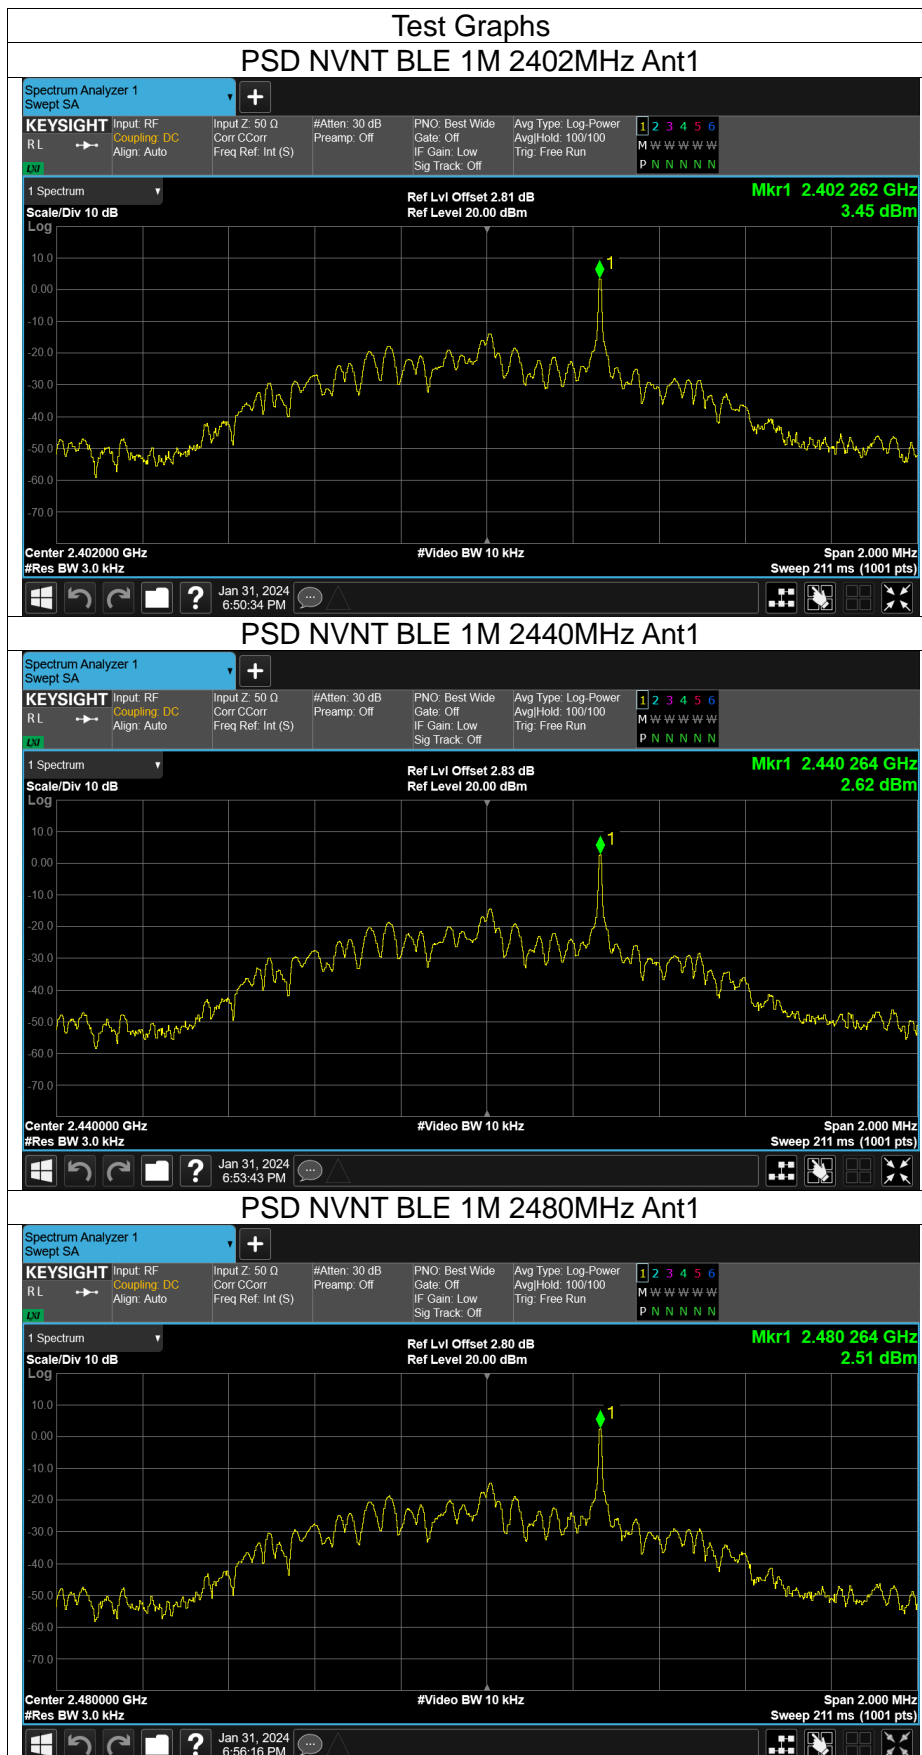 Test Graphs
PSD NVNT BLE 1M 2402MHz Ant1
Spectrum Analyzer 1
Swept SA
+
KEYSIGHT Input: RF Input Z: 50 Ω #Atten: 30 dB PNO: Best Wide Avg Type: Log-Power 1 2 3 4 5 6
RL Coupling: DC Corr CCorr Preamp: Off Gate: Off Avg|Hold: 100/100 M W W W W W
Align: Auto Freq Ref: Int (S) IF Gain: Low Trig: Free Run
LXI Sig Track: Off P N N N N N
1 Spectrum Ref Lvl Offset 2.81 dB Mkr1 2.402 262 GHz
Scale/Div 10 dB Ref Level 20.00 dBm 3.45 dBm
Log
1
10.0
0.00
-10.0
-20.0
-30.0
-40.0
-50.0
-60.0
-70.0
Center 2.402000 GHz #Video BW 10 kHz Span 2.000 MHz
#Res BW 3.0 kHz Sweep 211 ms (1001 pts)
? Jan 31, 2024
6:50:34 PM
PSD NVNT BLE 1M 2440MHz Ant1
Spectrum Analyzer 1
Swept SA
+
KEYSIGHT Input: RF Input Z: 50 Ω #Atten: 30 dB PNO: Best Wide Avg Type: Log-Power 1 2 3 4 5 6
RL Coupling: DC Corr CCorr Preamp: Off Gate: Off Avg|Hold: 100/100 M W W W W W
Align: Auto Freq Ref: Int (S) IF Gain: Low Trig: Free Run
LXI Sig Track: Off P N N N N N
1 Spectrum Ref Lvl Offset 2.83 dB Mkr1 2.440 264 GHz
Scale/Div 10 dB Ref Level 20.00 dBm 2.62 dBm
Log
1
10.0
0.00
-10.0
-20.0
-30.0
-40.0
-50.0
-60.0
-70.0
Center 2.440000 GHz #Video BW 10 kHz Span 2.000 MHz
#Res BW 3.0 kHz Sweep 211 ms (1001 pts)
? Jan 31, 2024
6:53:43 PM
PSD NVNT BLE 1M 2480MHz Ant1
Spectrum Analyzer 1
Swept SA
+
KEYSIGHT Input: RF Input Z: 50 Ω #Atten: 30 dB PNO: Best Wide Avg Type: Log-Power 1 2 3 4 5 6
RL Coupling: DC Corr CCorr Preamp: Off Gate: Off Avg|Hold: 100/100 M W W W W W
Align: Auto Freq Ref: Int (S) IF Gain: Low Trig: Free Run
LXI Sig Track: Off P N N N N N
1 Spectrum Ref Lvl Offset 2.80 dB Mkr1 2.480 264 GHz
Scale/Div 10 dB Ref Level 20.00 dBm 2.51 dBm
Log
1
10.0
0.00
-10.0
-20.0
-30.0
-40.0
-50.0
-60.0
-70.0
Center 2.480000 GHz #Video BW 10 kHz Span 2.000 MHz
#Res BW 3.0 kHz Sweep 211 ms (1001 pts)
? Jan 31, 2024
6:56:16 PM